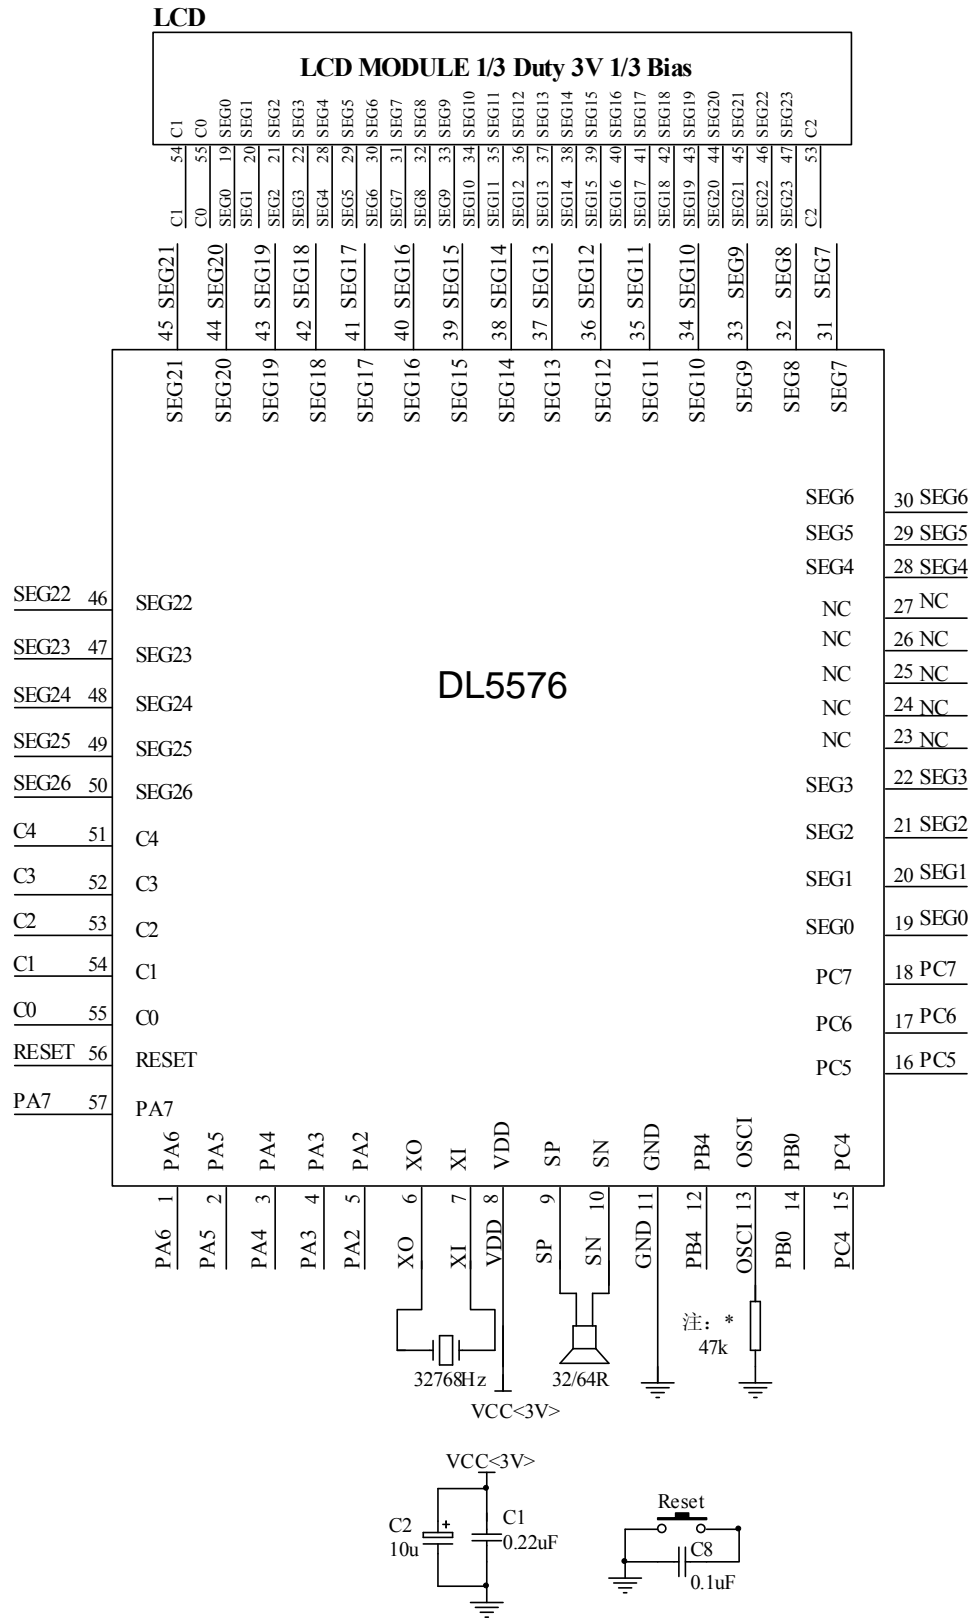 LCD
LCD MODULE 1/3 Duty 3V 1/3 Bias
C1 C0 SEG0 SEG1 SEG2 SEG3 SEG4 SEG5 SEG6 SEG7 SEG8 SEG9 SEG10 SEG11 SEG12 SEG13 SEG14 SEG15 SEG16 SEG17 SEG18 SEG19 SEG20 SEG21 SEG22 SEG23 C2
54 55 19 20 21 22 28 29 30 31 32 33 34 35 36 37 38 39 40 41 42 43 44 45 46 47 53
C1 C0 SEG0 SEG1 SEG2 SEG3 SEG4 SEG5 SEG6 SEG7 SEG8 SEG9 SEG10 SEG11 SEG12 SEG13 SEG14 SEG15 SEG16 SEG17 SEG18 SEG19 SEG20 SEG21 SEG22 SEG23 C2
SEG21 SEG20 SEG19 SEG18 SEG17 SEG16 SEG15 SEG14 SEG13 SEG12 SEG11 SEG10 SEG9 SEG8 SEG7
45 44 43 42 41 40 39 38 37 36 35 34 33 32 31
SEG21 SEG20 SEG19 SEG18 SEG17 SEG16 SEG15 SEG14 SEG13 SEG12 SEG11 SEG10 SEG9 SEG8 SEG7
SEG6 30 SEG6
SEG5 29 SEG5
SEG4 28 SEG4
NC 27 NC
NC 26 NC
NC 25 NC
NC 24 NC
NC 23 NC
SEG3 22 SEG3
SEG2 21 SEG2
SEG1 20 SEG1
SEG0 19 SEG0
PC7 18 PC7
PC6 17 PC6
PC5 16 PC5
SEG22 46 SEG22
SEG23 47 SEG23
SEG24 48 SEG24
SEG25 49 SEG25
SEG26 50 SEG26
C4 51 C4
C3 52 C3
C2 53 C2
C1 54 C1
C0 55 C0
RESET 56 RESET
PA7 57 PA7
DL5576
PA6 PA5 PA4 PA3 PA2 XO XI VDD SP SN GND PB4 OSCI PB0 PC4
1 2 3 4 5 6 7 8 9 10 11 12 13 14 15
PA6 PA5 PA4 PA3 PA2 XO XI VDD SP SN GND PB4 OSCI PB0 PC4
注：*
47k
32768Hz
32/64R
VCC<3V>
VCC<3V>
C2
10u
+
C1
0.22uF
Reset
C8
0.1uF